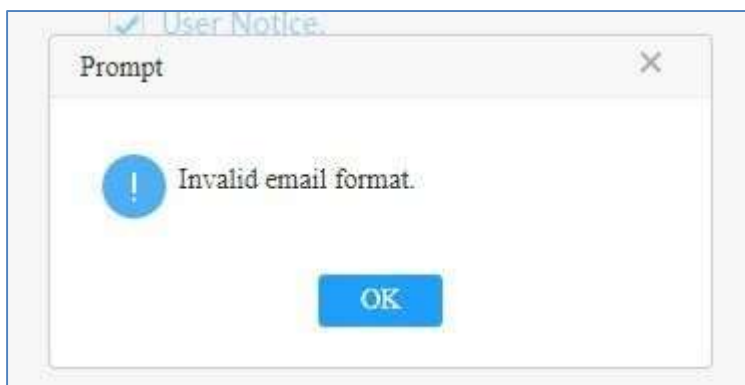 User Notice.
Prompt
Invalid email format.
OK